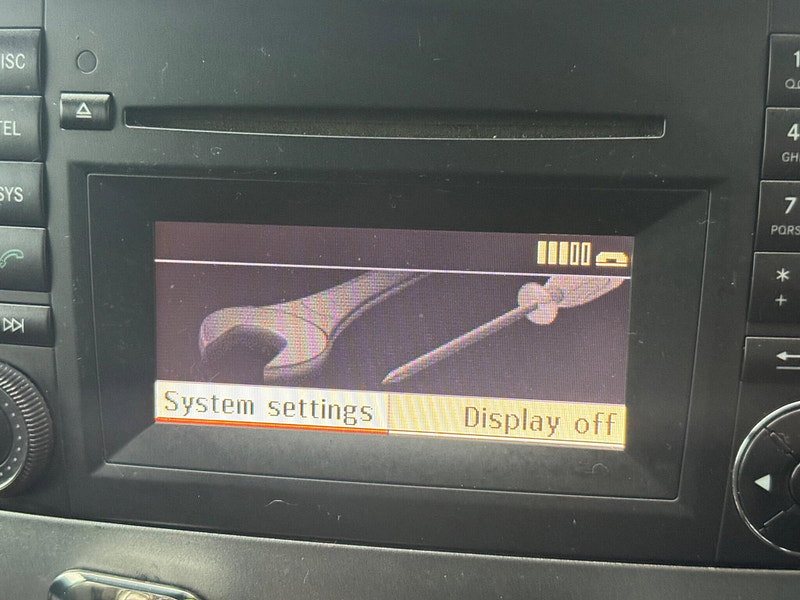 ISC
TEL
SYS
System settings
Display off
1
4
GH
7
PQRS
*
+